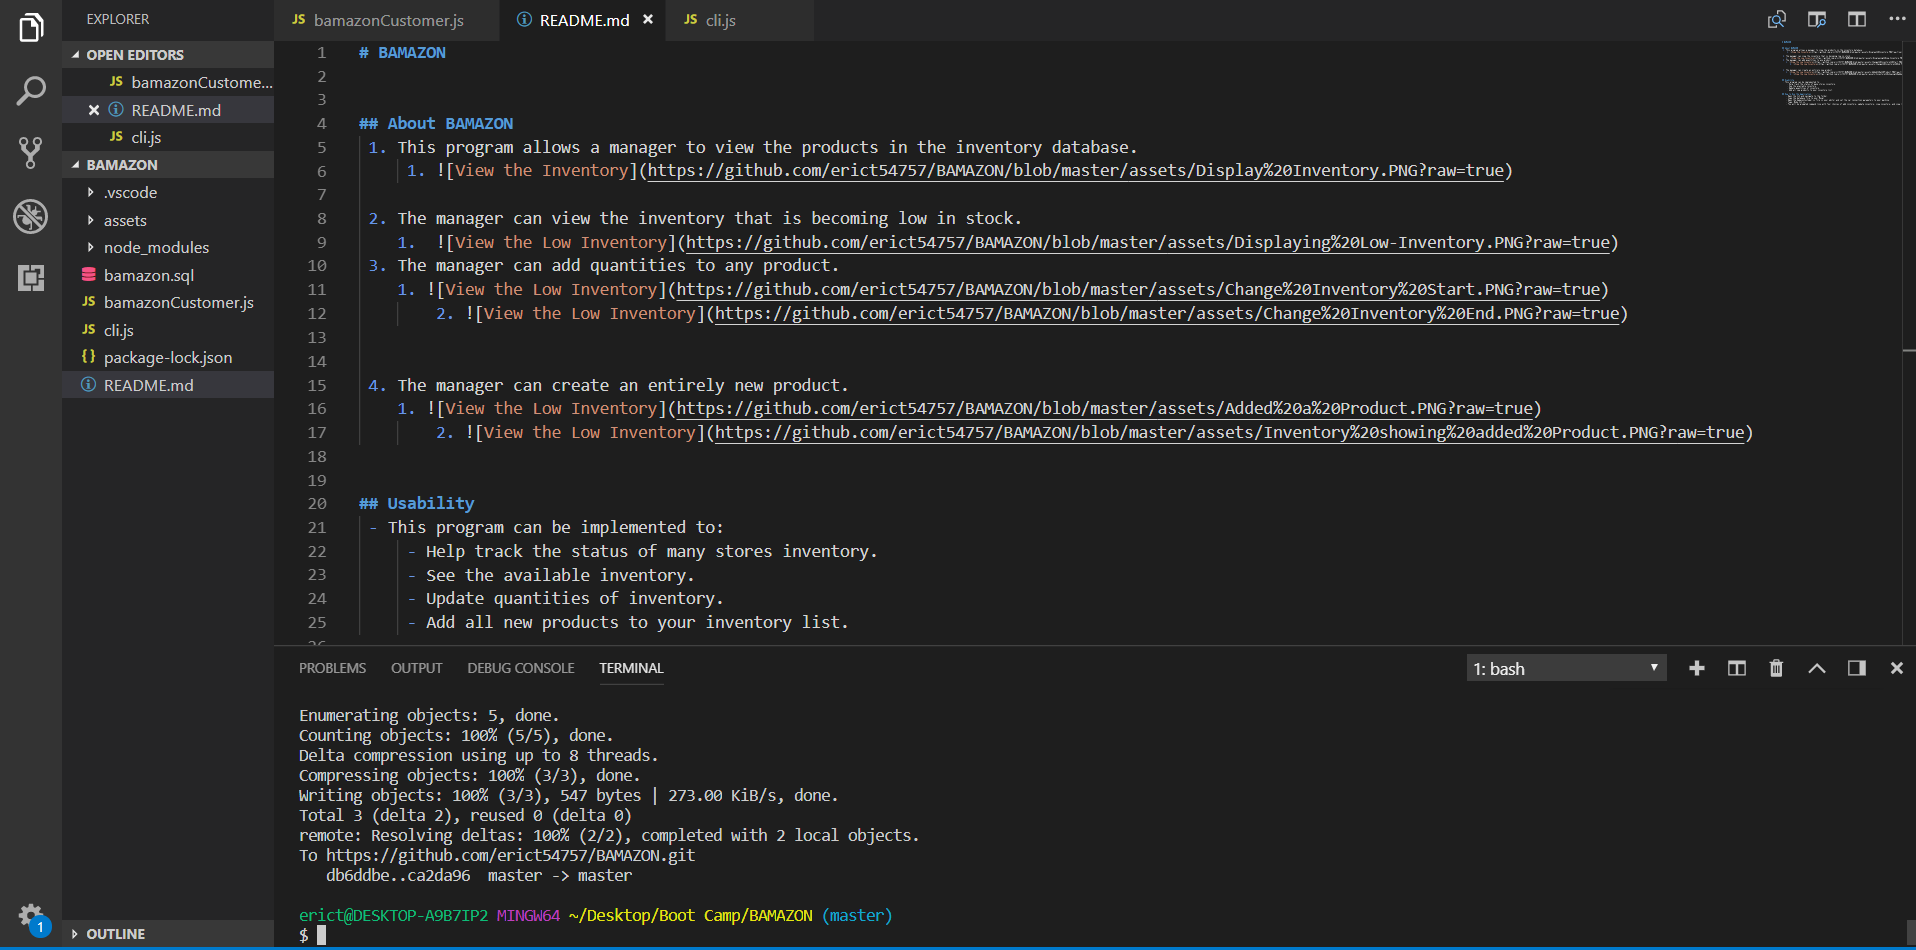 EXPLORER
OPEN EDITORS
JS bamazonCustome...
README.md
JS cli.js
BAMAZON
.vscode
assets
node_modules
bamazon.sql
JS bamazonCustomer.js
JS cli.js
{} package-lock.json
README.md
OUTLINE
1
JS bamazonCustomer.js README.md × JS cli.js
1 # BAMAZON
2
3
4 ## About BAMAZON
5 1. This program allows a manager to view the products in the inventory database.
6 1. ![View the Inventory](https://github.com/erict54757/BAMAZON/blob/master/assets/Display%20Inventory.PNG?raw=true)
7
8 2. The manager can view the inventory that is becoming low in stock.
9 1.  ![View the Low Inventory](https://github.com/erict54757/BAMAZON/blob/master/assets/Displaying%20Low-Inventory.PNG?raw=true)
10 3. The manager can add quantities to any product.
11 1. ![View the Low Inventory](https://github.com/erict54757/BAMAZON/blob/master/assets/Change%20Inventory%20Start.PNG?raw=true)
12 2. ![View the Low Inventory](https://github.com/erict54757/BAMAZON/blob/master/assets/Change%20Inventory%20End.PNG?raw=true)
13
14
15 4. The manager can create an entirely new product.
16 1. ![View the Low Inventory](https://github.com/erict54757/BAMAZON/blob/master/assets/Added%20a%20Product.PNG?raw=true)
17 2. ![View the Low Inventory](https://github.com/erict54757/BAMAZON/blob/master/assets/Inventory%20showing%20added%20Product.PNG?raw=true)
18
19
20 ## Usability
21 - This program can be implemented to:
22 - Help track the status of many stores inventory.
23 - See the available inventory.
24 - Update quantities of inventory.
25 - Add all new products to your inventory list.
PROBLEMS OUTPUT DEBUG CONSOLE TERMINAL 1: bash
Enumerating objects: 5, done.
Counting objects: 100% (5/5), done.
Delta compression using up to 8 threads.
Compressing objects: 100% (3/3), done.
Writing objects: 100% (3/3), 547 bytes | 273.00 KiB/s, done.
Total 3 (delta 2), reused 0 (delta 0)
remote: Resolving deltas: 100% (2/2), completed with 2 local objects.
To https://github.com/erict54757/BAMAZON.git
db6ddbe..ca2da96  master -> master
erict@DESKTOP-A9B7IP2 MINGW64 ~/Desktop/Boot Camp/BAMAZON (master)
$